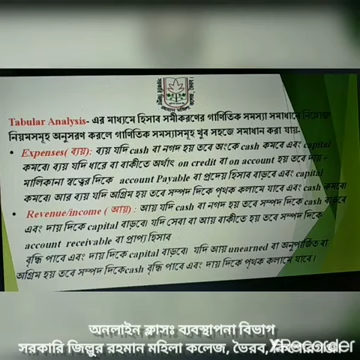 Tabular Analysis- এর মাধ্যমে হিসাব সমীকরণের গাণিতিক সমস্যা সমাধানে
নিয়মসমূহ অনুসরণ করলে গাণিতিক সমস্যাসমূহ খুব সহজে সমাধান করা যায়-
Expenses( ব্যয়): ব্যয় যদি cash বা নগদ হয় তবে অংকে cash কমবে এবং capital
কমবে। ব্যয় যদি ধারে বা বাকীতে অর্থাৎ on credit বা on account হয় তবে দায় -
মালিকানা স্বত্বের দিকে account Payable বা প্রদেয় হিসাব বাড়বে এবং capital
কমবে। আর ব্যয় যদি অগ্রিম হয় তবে সম্পদ দিকে পৃথক কলামে যাবে এবং cash কমবে।
Revenue/income ( আয়): আয় যদি cash বা নগদ হয় তবে সম্পদ দিকে cash বাড়বে
এবং দায় দিকে capital বাড়বে। যদি সেবা বা আয় বাকীতে হয় তবে সম্পদ দিকে
account receivable বা প্রাপ্য হিসাব
বৃদ্ধি পাবে এবং দায় দিকে capital বাড়বে। যদি আয় unearned বা অনুপার্জিত বা
অগ্রিম হয় তবে সম্পদ দিকে cash বৃদ্ধি পাবে এবং দায় দিকে পৃথক কলামে যাবে।
অনলাইন ক্লাসঃ ব্যবস্থাপনা বিভাগ
সরকারি জিল্লুর রহমান মহিলা কলেজ, ভৈরব, কিশোরগঞ্জ।
XRecorder